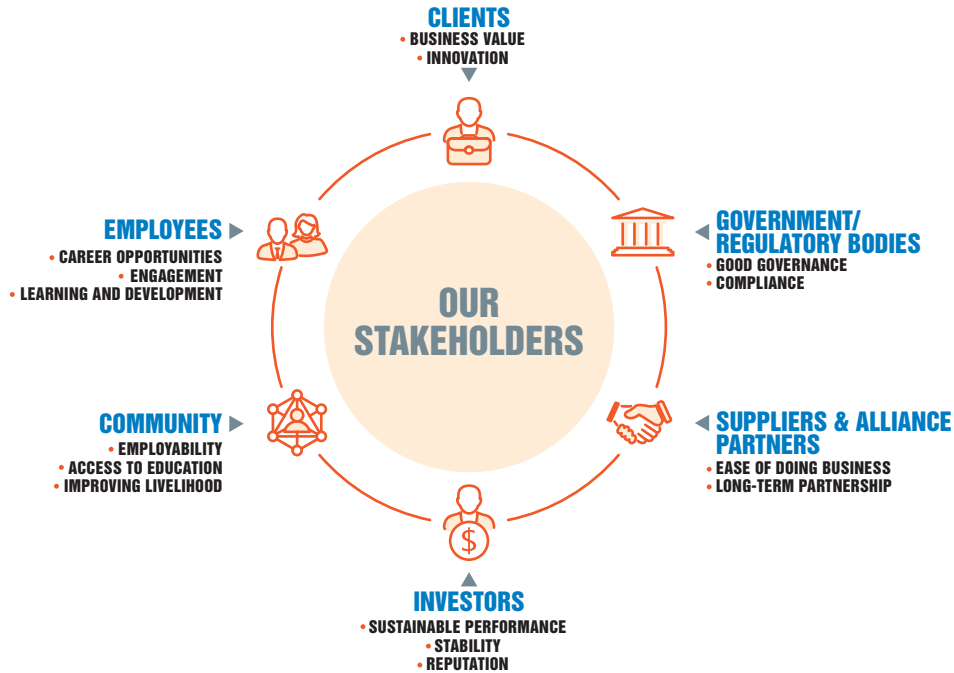 CLIENTS
• BUSINESS VALUE
• INNOVATION
EMPLOYEES
• CAREER OPPORTUNITIES
• ENGAGEMENT
• LEARNING AND DEVELOPMENT
GOVERNMENT/
REGULATORY BODIES
• GOOD GOVERNANCE
• COMPLIANCE
OUR
STAKEHOLDERS
COMMUNITY
• EMPLOYABILITY
• ACCESS TO EDUCATION
• IMPROVING LIVELIHOOD
SUPPLIERS & ALLIANCE
PARTNERS
• EASE OF DOING BUSINESS
• LONG-TERM PARTNERSHIP
$
INVESTORS
• SUSTAINABLE PERFORMANCE
• STABILITY
• REPUTATION